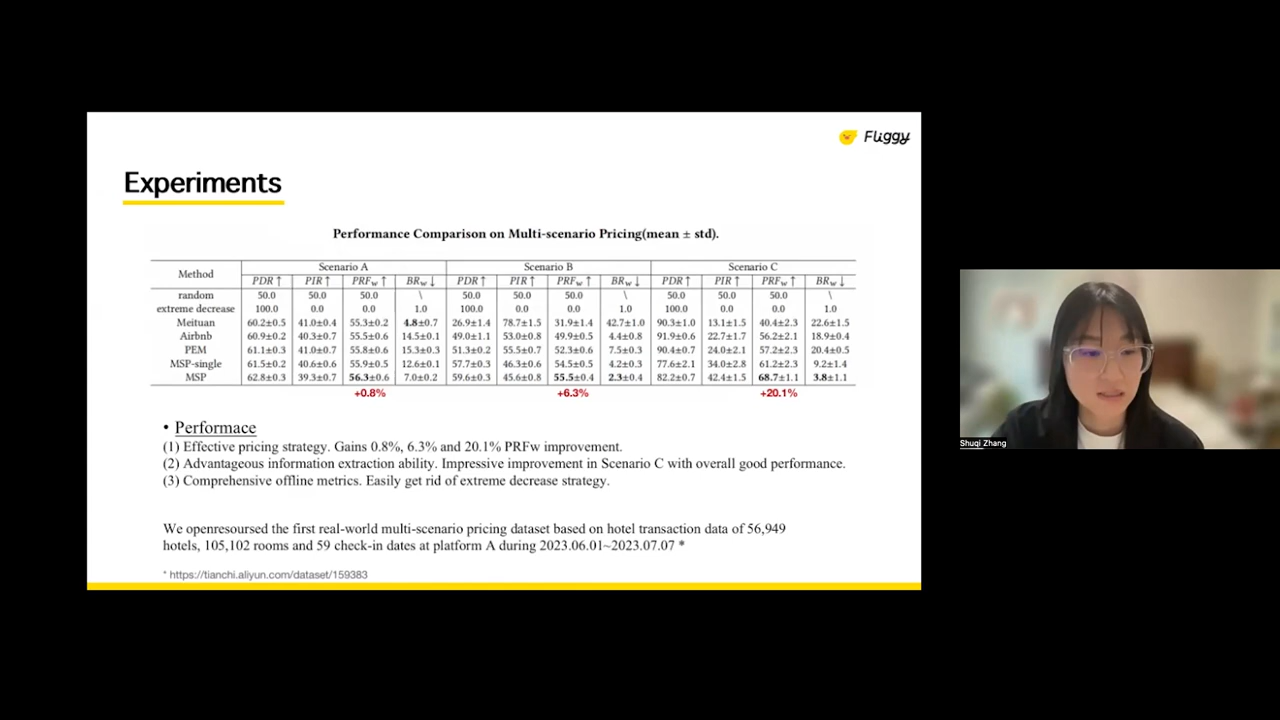 Fliggy
Experiments
Performance Comparison on Multi-scenario Pricing(mean ± std).
Method Scenario A Scenario B Scenario C
PDR↑ PIR↑ PRFw↑ BRw↓ PDR↑ PIR↑ PRFw↑ BRw↓ PDR↑ PIR↑ PRFw↑ BRw↓
random 50.0 50.0 50.0 \ 50.0 50.0 50.0 \ 50.0 50.0 50.0 \
extreme decrease 100.0 0.0 0.0 1.0 100.0 0.0 0.0 1.0 100.0 0.0 0.0 1.0
Meituan 60.2±0.5 41.0±0.4 55.3±0.2 4.8±0.7 26.9±1.4 78.7±1.5 31.9±1.4 42.7±1.0 90.3±1.0 13.1±1.5 40.4±2.3 22.6±1.5
Airbnb 60.9±0.2 40.3±0.7 55.5±0.6 14.5±0.1 49.0±1.1 53.0±0.8 49.9±0.5 4.4±0.8 91.9±0.6 22.7±1.7 56.2±2.1 18.9±0.4
PEM 61.1±0.3 41.0±0.7 55.8±0.6 15.3±0.3 51.3±0.2 55.5±0.7 52.3±0.6 7.5±0.3 90.4±0.7 24.0±2.1 57.2±2.3 20.4±0.5
MSP-single 61.5±0.2 40.6±0.6 55.9±0.5 12.6±0.1 57.7±0.3 46.3±0.6 54.5±0.5 4.2±0.3 77.6±2.1 34.0±2.8 61.2±2.3 9.2±1.4
MSP 62.8±0.3 39.3±0.7 56.3±0.6 7.0±0.2 59.6±0.3 45.6±0.8 55.5±0.4 2.3±0.4 82.2±0.7 42.4±1.5 68.7±1.1 3.8±1.1
+0.8% +6.3% +20.1%
• Performace
(1) Effective pricing strategy. Gains 0.8%, 6.3% and 20.1% PRFw improvement.
(2) Advantageous information extraction ability. Impressive improvement in Scenario C with overall good performance.
(3) Comprehensive offline metrics. Easily get rid of extreme decrease strategy.
We openresoursed the first real-world multi-scenario pricing dataset based on hotel transaction data of 56,949
hotels, 105,102 rooms and 59 check-in dates at platform A during 2023.06.01~2023.07.07 *
* https://tianchi.aliyun.com/dataset/159383
Shuqi Zhang